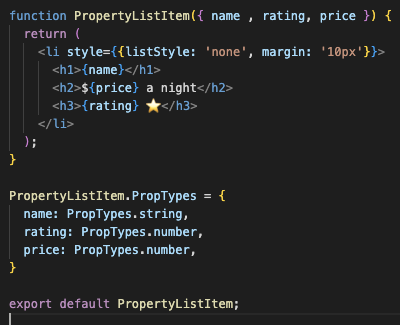 function PropertyListItem({ name , rating, price }) {
return (
<li style={{listStyle: 'none', margin: '10px'}}>
<h1>{name}</h1>
<h2>${price} a night</h2>
<h3>{rating} ⭐</h3>
</li>
);
}
PropertyListItem.PropTypes = {
name: PropTypes.string,
rating: PropTypes.number,
price: PropTypes.number,
}
export default PropertyListItem;